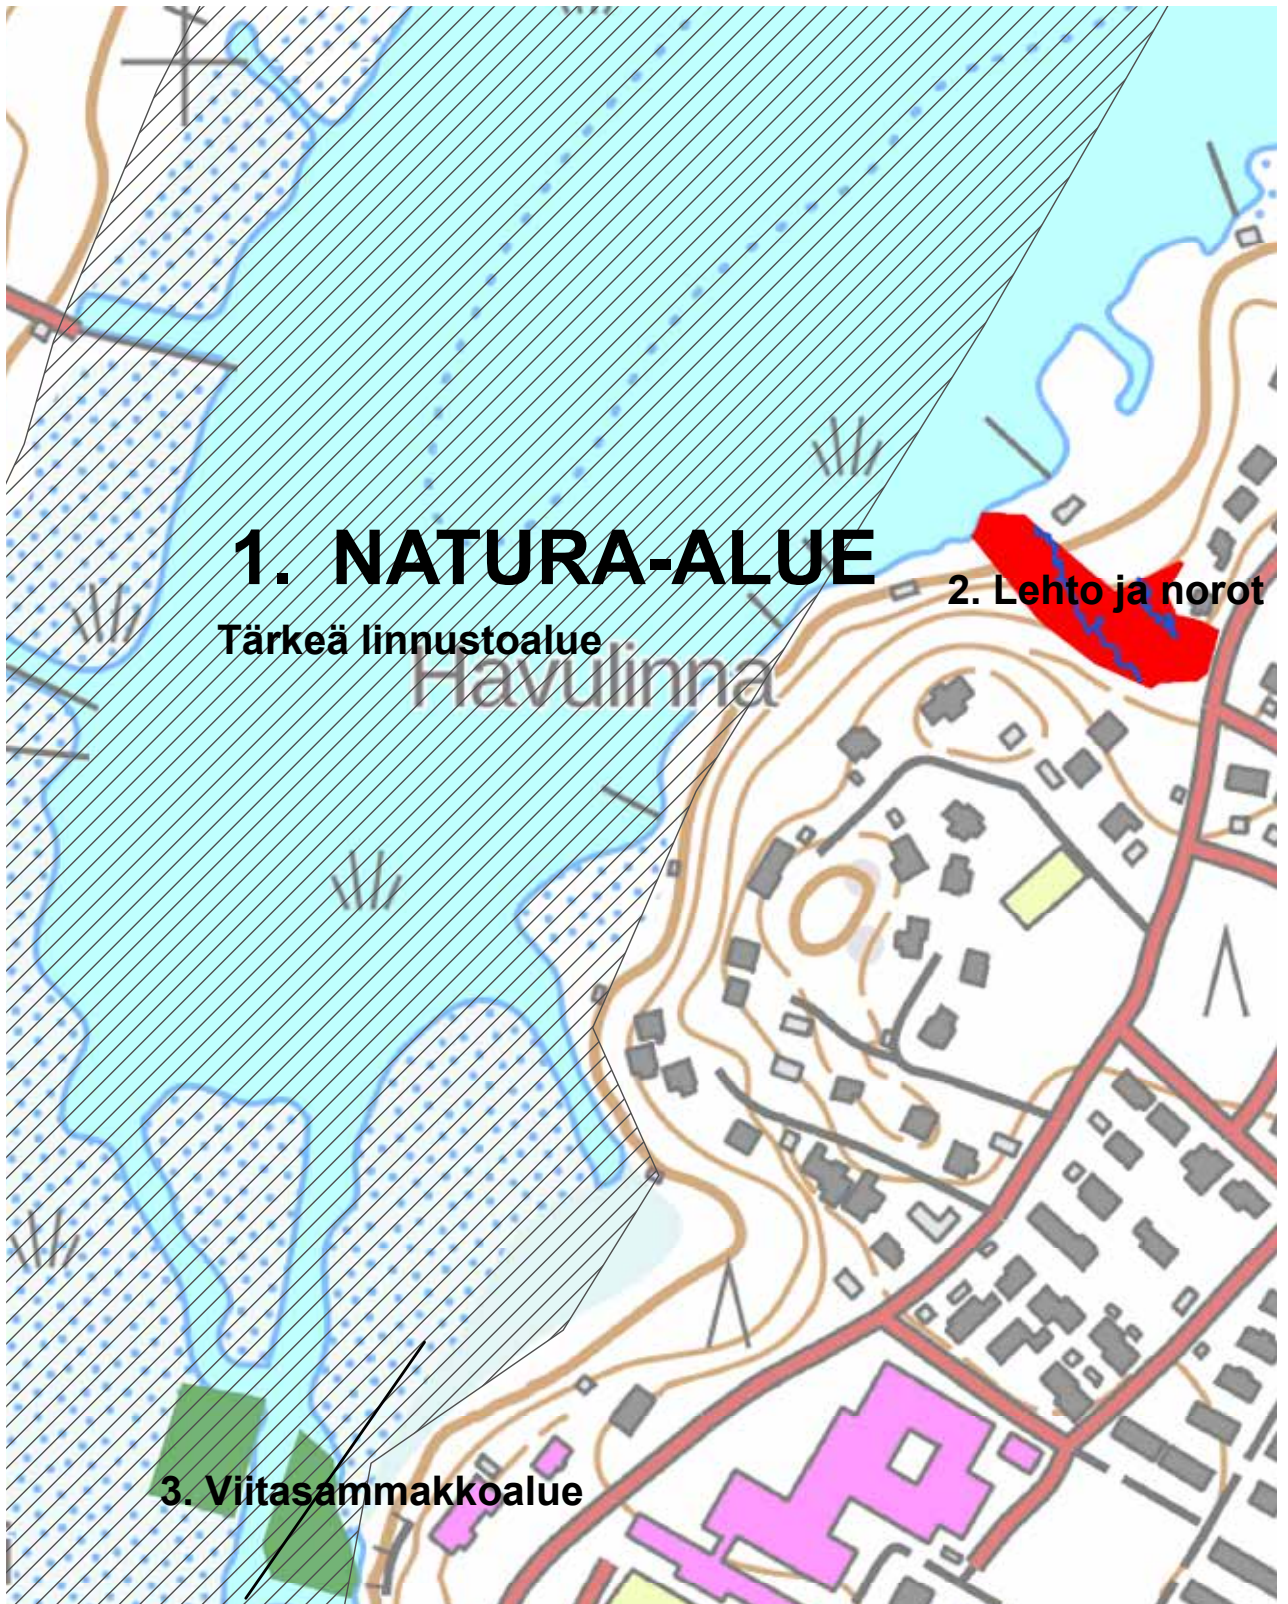 1. NATURA-ALUE
2. Lehto ja norot
Tärkeä linnustoalue
Havulinna
3. Viitasammakkoalue